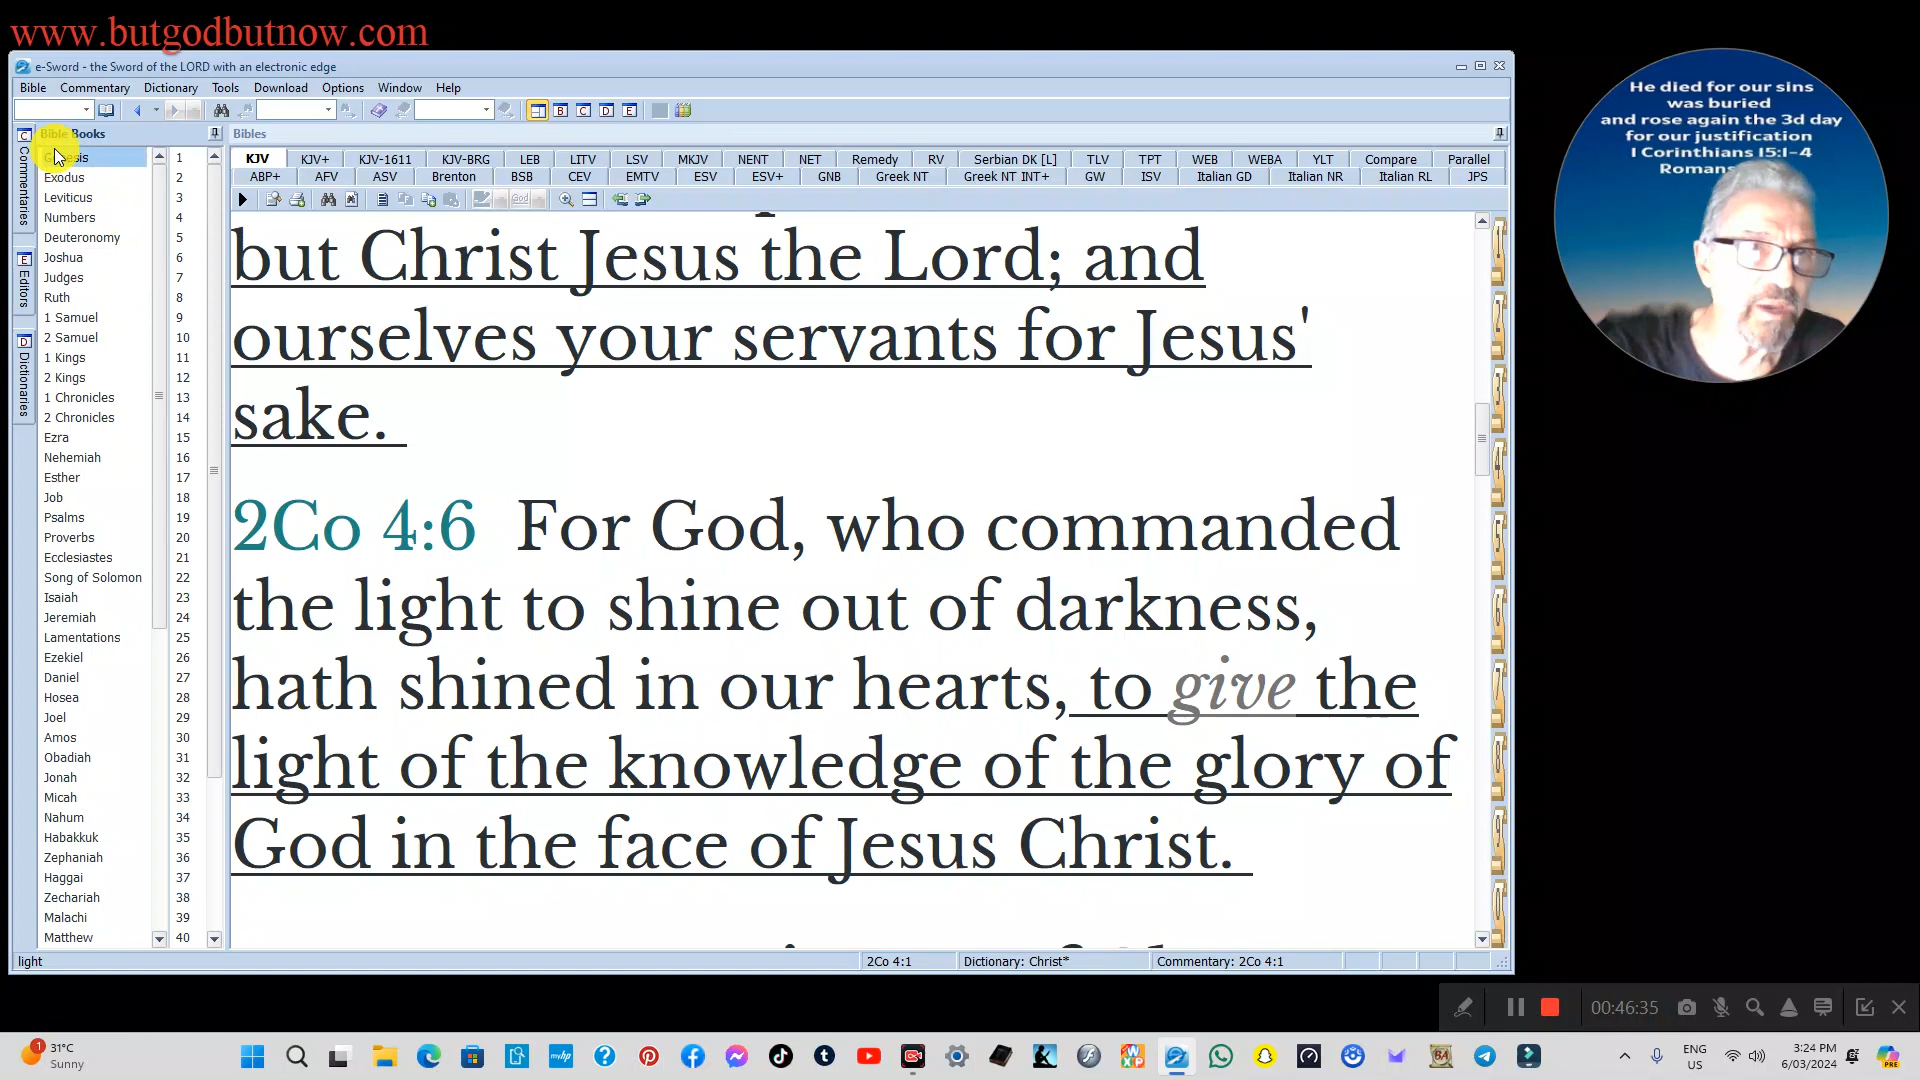 www.butgodbutnow.com
e-Sword - the Sword of the LORD with an electronic edge
Bible Commentary Dictionary Tools Download Options Window Help
B C D E
Bible Books
Bibles
KJV KJV+ KJV-1611 KJV-BRG LEB LITV LSV MKJV NENT NET Remedy RV Serbian DK [L] TLV TPT WEB WEBA YLT Compare Parallel
ABP+ AFV ASV Brenton BSB CEV EMTV ESV ESV+ GNB Greek NT Greek NT INT+ GW ISV Italian GD Italian NR Italian RL JPS
C Commentaries
E Editors
D Dictionaries
Genesis
Exodus
Leviticus
Numbers
Deuteronomy
Joshua
Judges
Ruth
1 Samuel
2 Samuel
1 Kings
2 Kings
1 Chronicles
2 Chronicles
Ezra
Nehemiah
Esther
Job
Psalms
Proverbs
Ecclesiastes
Song of Solomon
Isaiah
Jeremiah
Lamentations
Ezekiel
Daniel
Hosea
Joel
Amos
Obadiah
Jonah
Micah
Nahum
Habakkuk
Zephaniah
Haggai
Zechariah
Malachi
Matthew
1
2
3
4
5
6
7
8
9
10
11
12
13
14
15
16
17
18
19
20
21
22
23
24
25
26
27
28
29
30
31
32
33
34
35
36
37
38
39
40
but Christ Jesus the Lord; and
ourselves your servants for Jesus'
sake.
2Co 4:6 For God, who commanded
the light to shine out of darkness,
hath shined in our hearts, to give the
light of the knowledge of the glory of
God in the face of Jesus Christ.
He died for our sins
was buried
and rose again the 3d day
for our justification
1 Corinthians 15:1-4
Romans
light
2Co 4:1
Dictionary: Christ*
Commentary: 2Co 4:1
00:46:35
1
31°C
Sunny
ENG
US
3:24 PM
6/03/2024